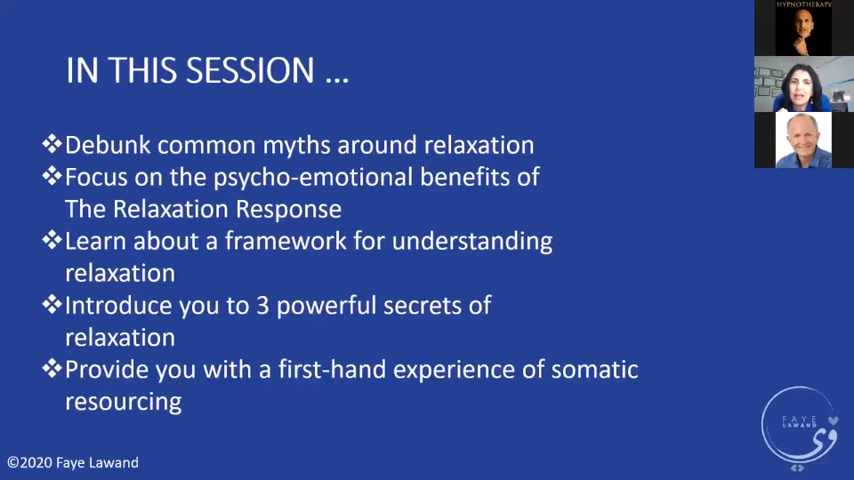 HYPNOTHERAPY
IN THIS SESSION ...
❖Debunk common myths around relaxation
❖Focus on the psycho-emotional benefits of
The Relaxation Response
❖Learn about a framework for understanding
relaxation
❖Introduce you to 3 powerful secrets of
relaxation
❖Provide you with a first-hand experience of somatic
resourcing
FAYE
LAWAND
©2020 Faye Lawand